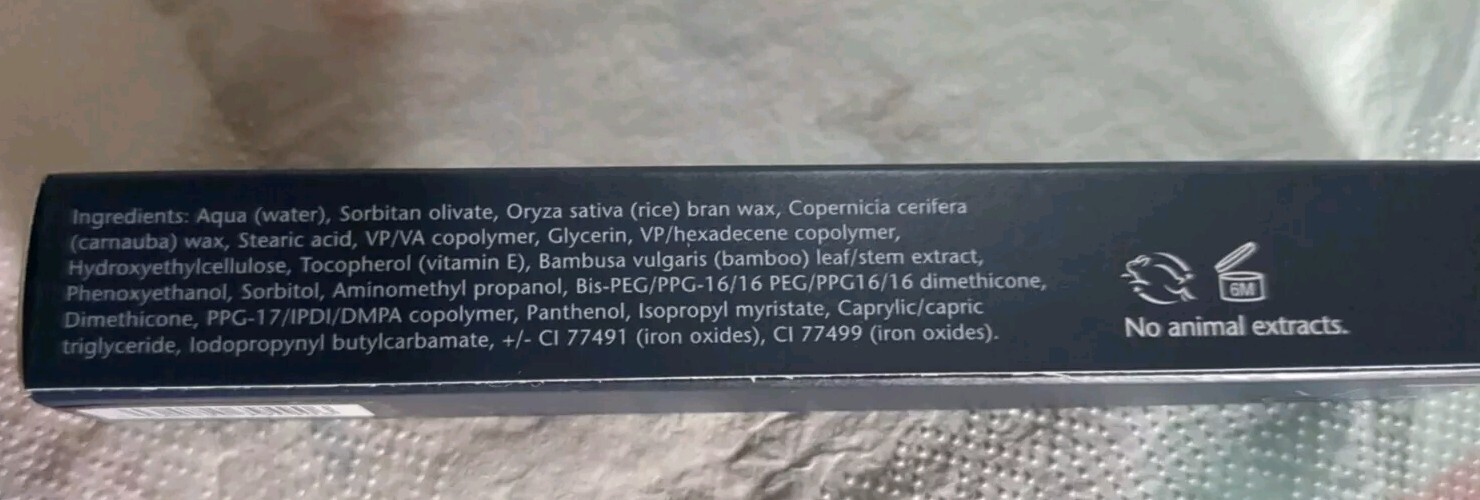 Ingredients: Aqua (water), Sorbitan olivate, Oryza sativa (rice) bran wax, Copernicia cerifera
(carnauba) wax, Stearic acid, VP/VA copolymer, Glycerin, VP/hexadecene copolymer,
Hydroxyethylcellulose, Tocopherol (vitamin E), Bambusa vulgaris (bamboo) leaf/stem extract,
Phenoxyethanol, Sorbitol, Aminomethyl propanol, Bis-PEG/PPG-16/16 PEG/PPG16/16 dimethicone,
Dimethicone, PPG-17/IPDI/DMPA copolymer, Panthenol, Isopropyl myristate, Caprylic/capric
triglyceride, Iodopropynyl butylcarbamate, +/- CI 77491 (iron oxides), CI 77499 (iron oxides).
6M
No animal extracts.